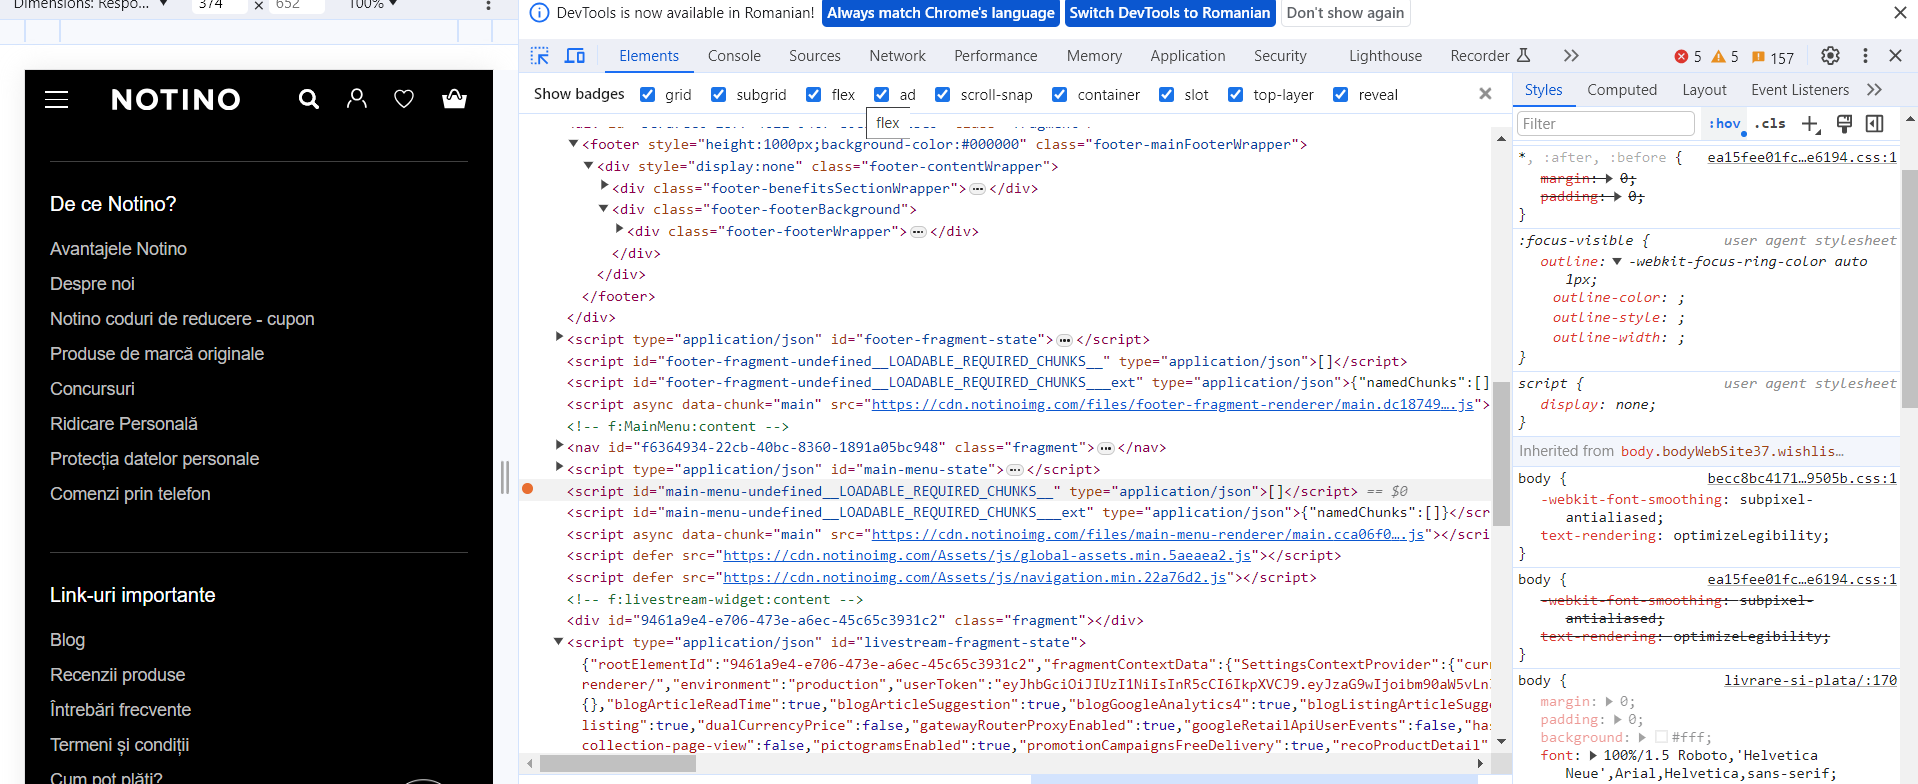 Dimensions: Respo... ▼ 374 × 652 100% ▼
NOTINO
De ce Notino?
Avantajele Notino
Despre noi
Notino coduri de reducere - cupon
Produse de marcă originale
Concursuri
Ridicare Personală
Protecția datelor personale
Comenzi prin telefon
Link-uri importante
Blog
Recenzii produse
Întrebări frecvente
Termeni și condiții
Cum pot plăti?
DevTools is now available in Romanian! Always match Chrome's language Switch DevTools to Romanian Don't show again
Elements Console Sources Network Performance Memory Application Security Lighthouse Recorder 5 5 157
Show badges grid subgrid flex ad scroll-snap container slot top-layer reveal
flex
<footer style="height:1000px;background-color:#000000" class="footer-mainFooterWrapper">
<div style="display:none" class="footer-contentWrapper">
<div class="footer-benefitsSectionWrapper"> … </div>
<div class="footer-footerBackground">
<div class="footer-footerWrapper"> … </div>
</div>
</div>
</footer>
</div>
<script type="application/json" id="footer-fragment-state"> … </script>
<script id="footer-fragment-undefined__LOADABLE_REQUIRED_CHUNKS__" type="application/json">[]</script>
<script id="footer-fragment-undefined__LOADABLE_REQUIRED_CHUNKS___ext" type="application/json">{"namedChunks":[]
<script async data-chunk="main" src="https://cdn.notinoimg.com/files/footer-fragment-renderer/main.dc18749….js">
<!-- f:MainMenu:content -->
<nav id="f6364934-22cb-40bc-8360-1891a05bc948" class="fragment"> … </nav>
<script type="application/json" id="main-menu-state"> … </script>
<script id="main-menu-undefined__LOADABLE_REQUIRED_CHUNKS__" type="application/json">[]</script> == $0
<script id="main-menu-undefined__LOADABLE_REQUIRED_CHUNKS___ext" type="application/json">{"namedChunks":[]}</scri
<script async data-chunk="main" src="https://cdn.notinoimg.com/files/main-menu-renderer/main.cca06f0….js"></scri
<script defer src="https://cdn.notinoimg.com/Assets/js/global-assets.min.5aeaea2.js"></script>
<script defer src="https://cdn.notinoimg.com/Assets/js/navigation.min.22a76d2.js"></script>
<!-- f:livestream-widget:content -->
<div id="9461a9e4-e706-473e-a6ec-45c65c3931c2" class="fragment"></div>
<script type="application/json" id="livestream-fragment-state">
{"rootElementId":"9461a9e4-e706-473e-a6ec-45c65c3931c2","fragmentContextData":{"SettingsContextProvider":{"curr
renderer/","environment":"production","userToken":"eyJhbGciOiJIUzI1NiIsInR5cCI6IkpXVCJ9.eyJzaG9wIjoibm90aW5vLn
{},"blogArticleReadTime":true,"blogArticleSuggestion":true,"blogGoogleAnalytics4":true,"blogListingArticleSugge
listing":true,"dualCurrencyPrice":false,"gatewayRouterProxyEnabled":true,"googleRetailApiUserEvents":false,"has
collection-page-view":false,"pictogramsEnabled":true,"promotionCampaignsFreeDelivery":true,"recoProductDetail"
Styles Computed Layout Event Listeners
Filter :hov .cls
*, :after, :before { ea15fee01fc…e6194.css:1
margin: 0;
padding: 0;
}
:focus-visible { user agent stylesheet
outline: -webkit-focus-ring-color auto
1px;
outline-color: ;
outline-style: ;
outline-width: ;
}
script { user agent stylesheet
display: none;
}
Inherited from body.bodyWebSite37.wishlis…
body { becc8bc4171…9505b.css:1
-webkit-font-smoothing: subpixel-
antialiased;
text-rendering: optimizeLegibility;
}
body { ea15fee01fc…e6194.css:1
-webkit-font-smoothing: subpixel-
antialiased;
text-rendering: optimizeLegibility;
}
body { livrare-si-plata/:170
margin: 0;
padding: 0;
background: #fff;
font: 100%/1.5 Roboto,'Helvetica
Neue',Arial,Helvetica,sans-serif;